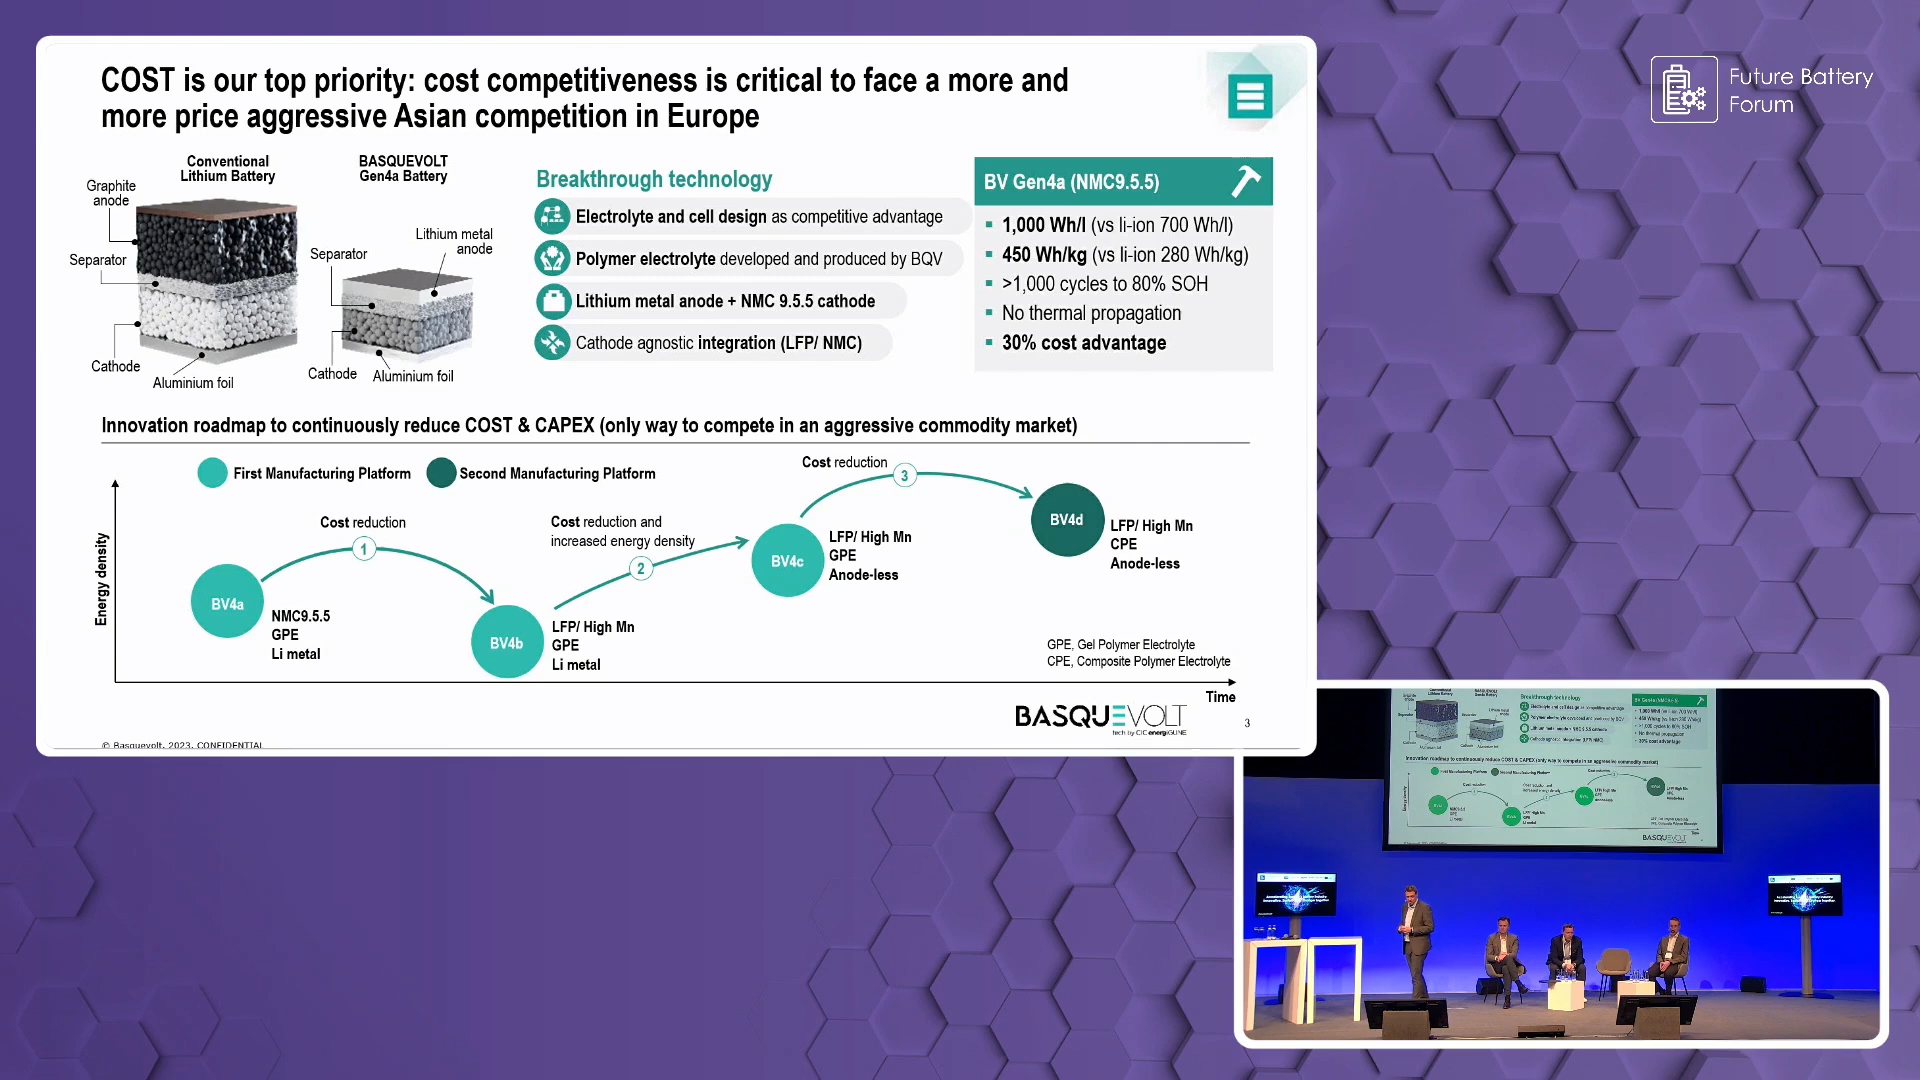 COST is our top priority: cost competitiveness is critical to face a more and
more price aggressive Asian competition in Europe
Future Battery
Forum
Conventional
Lithium Battery
BASQUEVOLT
Gen4a Battery
Graphite
anode
Separator
Cathode
Aluminium foil
Lithium metal
anode
Separator
Cathode
Aluminium foil
Breakthrough technology
Electrolyte and cell design as competitive advantage
Polymer electrolyte developed and produced by BQV
Lithium metal anode + NMC 9.5.5 cathode
Cathode agnostic integration (LFP/ NMC)
BV Gen4a (NMC9.5.5)
▪ 1,000 Wh/l (vs li-ion 700 Wh/l)
▪ 450 Wh/kg (vs li-ion 280 Wh/kg)
▪ >1,000 cycles to 80% SOH
▪ No thermal propagation
▪ 30% cost advantage
Innovation roadmap to continuously reduce COST & CAPEX (only way to compete in an aggressive commodity market)
First Manufacturing Platform
Second Manufacturing Platform
Energy density
Cost reduction
1
Cost reduction and
increased energy density
2
Cost reduction
3
BV4a
NMC9.5.5
GPE
Li metal
BV4b
LFP/ High Mn
GPE
Li metal
BV4c
LFP/ High Mn
GPE
Anode-less
BV4d
LFP/ High Mn
CPE
Anode-less
GPE, Gel Polymer Electrolyte
CPE, Composite Polymer Electrolyte
Time
BASQUEVOLT
tech by CIC energiGUNE
3
© Basquevolt, 2023, CONFIDENTIAL